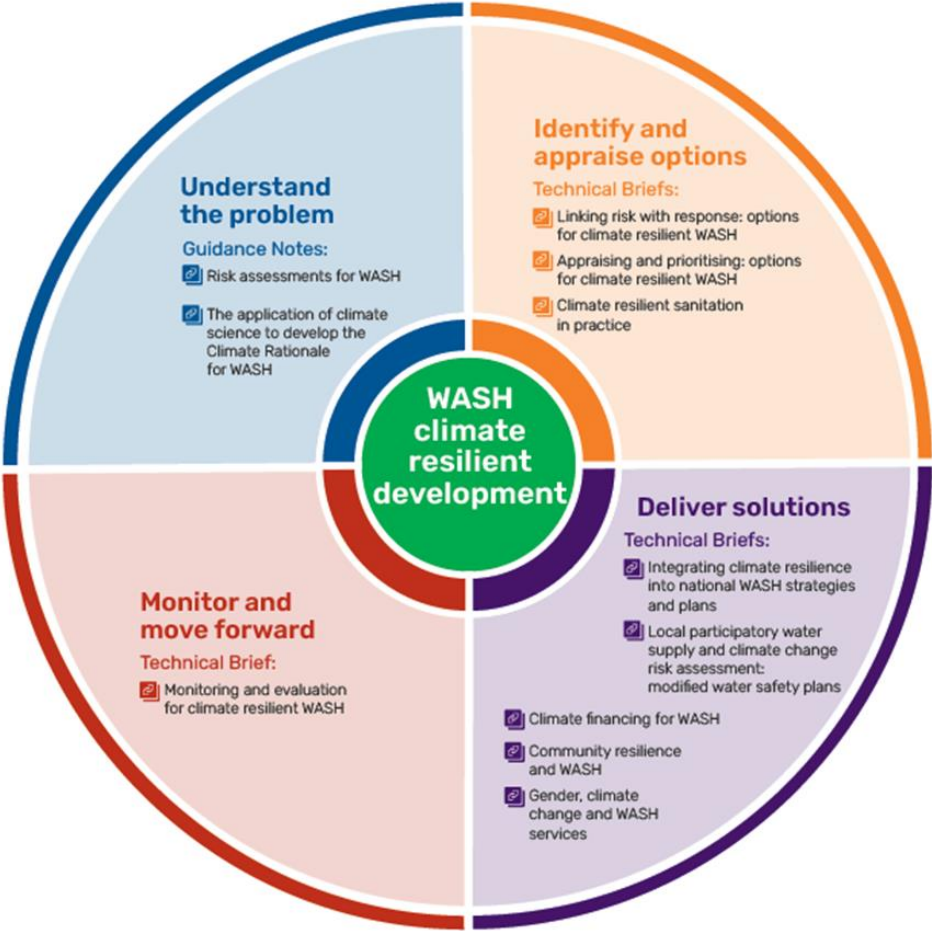 Understand
the problem
Guidance Notes:
Risk assessments for WASH
The application of climate
science to develop the
Climate Rationale
for WASH
Identify and
appraise options
Technical Briefs:
Linking risk with response: options
for climate resilient WASH
Appraising and prioritising: options
for climate resilient WASH
Climate resilient sanitation
in practice
WASH
climate
resilient
development
Deliver solutions
Technical Briefs:
Integrating climate resilience
into national WASH strategies
and plans
Local participatory water
supply and climate change
risk assessment:
modified water safety plans
Climate financing for WASH
Community resilience
and WASH
Gender, climate
change and WASH
services
Monitor and
move forward
Technical Brief:
Monitoring and evaluation
for climate resilient WASH